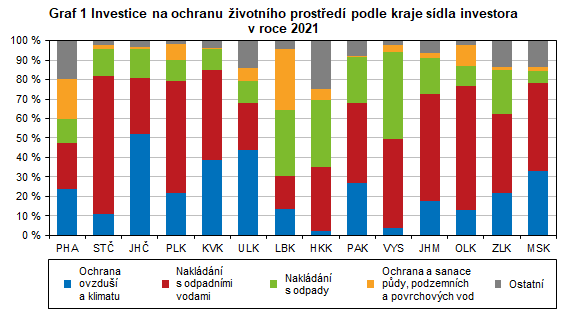 Graf 1 Investice na ochranu životního prostředí podle kraje sídla investora
v roce 2021
100 %
90 %
80 %
70 %
60 %
50 %
40 %
30 %
20 %
10 %
0 %
PHA STČ JHČ PLK KVK ULK LBK HKK PAK VYS JHM OLK ZLK MSK
Ochrana
ovzduší
a klimatu
Nakládání
s odpadními
vodami
Nakládání
s odpady
Ochrana a sanace
půdy, podzemních
a povrchových vod
Ostatní